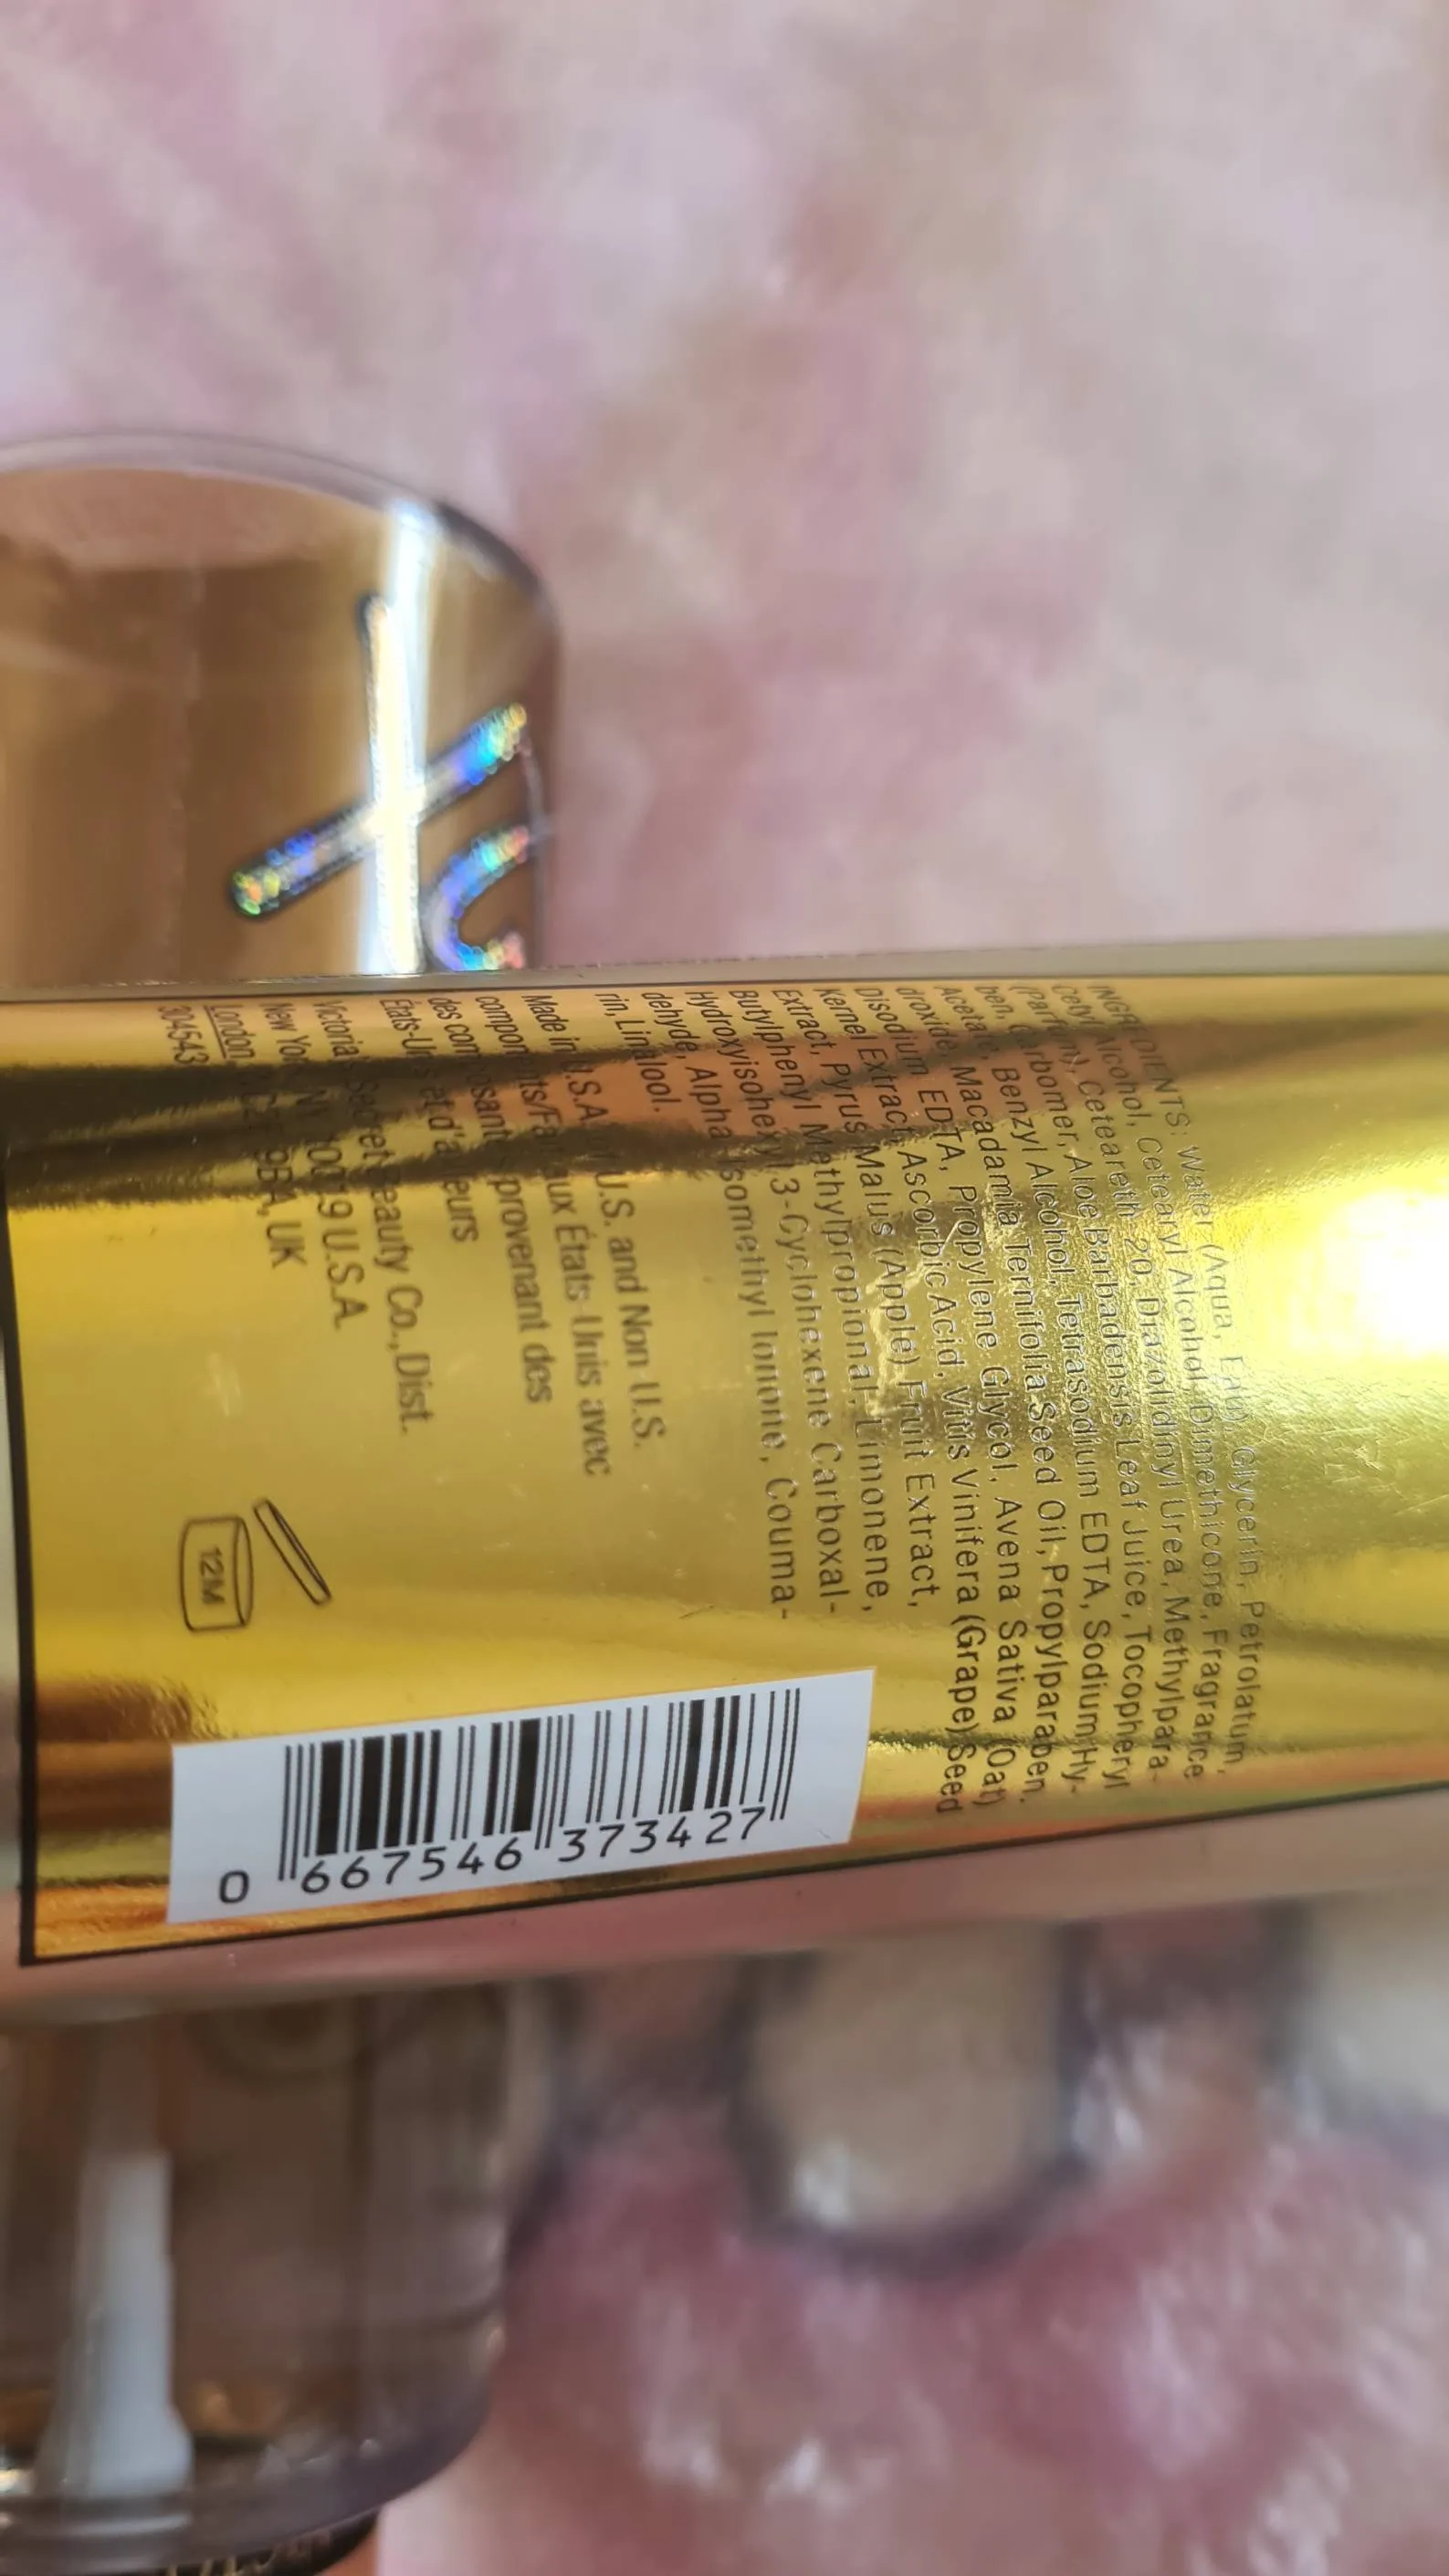 INGREDIENTS: Water (Aqua, Eau), Glycerin, Petrolatum,
Cetyl Alcohol, Cetearyl Alcohol, Dimethicone, Fragrance
(Parfum), Ceteareth-20, Diazolidinyl Urea, Methylpara-
ben, Carbomer, Aloe Barbadensis Leaf Juice, Tocopheryl
Acetate, Benzyl Alcohol, Tetrasodium EDTA, Sodium Hy-
droxide, Macadamia Ternifolia Seed Oil, Propylparaben,
Disodium EDTA, Propylene Glycol, Avena Sativa (Oat)
Kernel Extract, Ascorbic Acid, Vitis Vinifera (Grape) Seed
Extract, Pyrus Malus (Apple) Fruit Extract,
Butylphenyl Methylpropional, Limonene,
Hydroxyisohexyl 3-Cyclohexene Carboxal-
dehyde, Alpha-Isomethyl Ionone, Couma-
rin, Linalool.
Made in U.S.A. U.S. and Non-U.S.
components/Fait aux États-Unis avec
des composants provenant des
États-Unis et d'ailleurs
Victoria's Secret Beauty Co., Dist.
New York, NY 10019 U.S.A.
London 9BA, UK
304543
12M
0 667546 373427